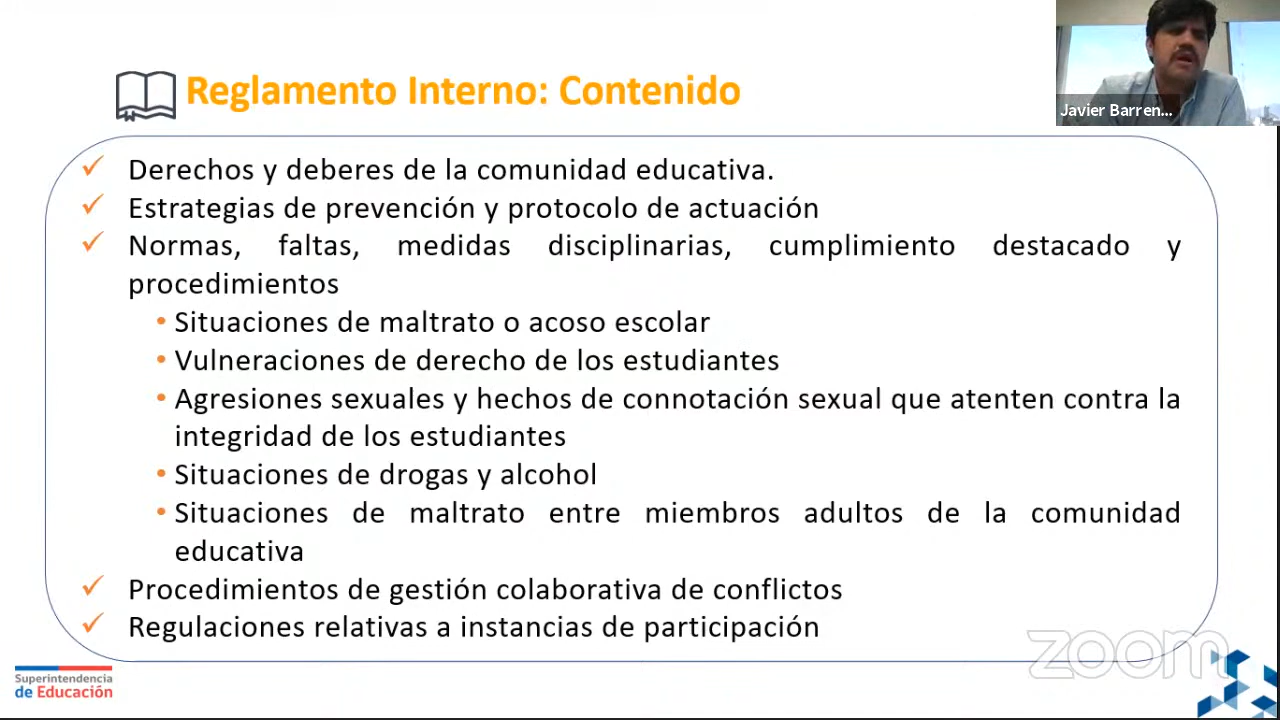 Reglamento Interno: Contenido
Javier Barren...
Derechos y deberes de la comunidad educativa.
Estrategias de prevención y protocolo de actuación
Normas, faltas, medidas disciplinarias, cumplimiento destacado y
procedimientos
• Situaciones de maltrato o acoso escolar
• Vulneraciones de derecho de los estudiantes
• Agresiones sexuales y hechos de connotación sexual que atenten contra la
integridad de los estudiantes
• Situaciones de drogas y alcohol
• Situaciones de maltrato entre miembros adultos de la comunidad
educativa
Procedimientos de gestión colaborativa de conflictos
Regulaciones relativas a instancias de participación
zoom
Superintendencia
de Educación